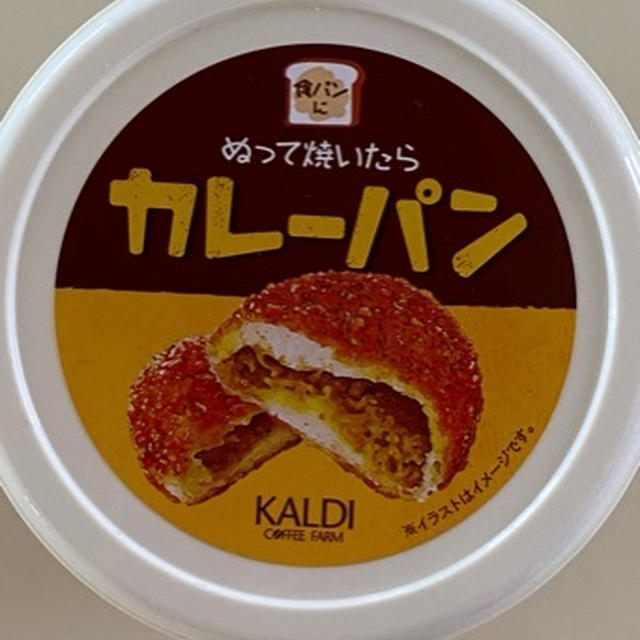 食パン
に
ぬって焼いたら
カレーパン
KALDI
COFFEE FARM
※イラストはイメージです。